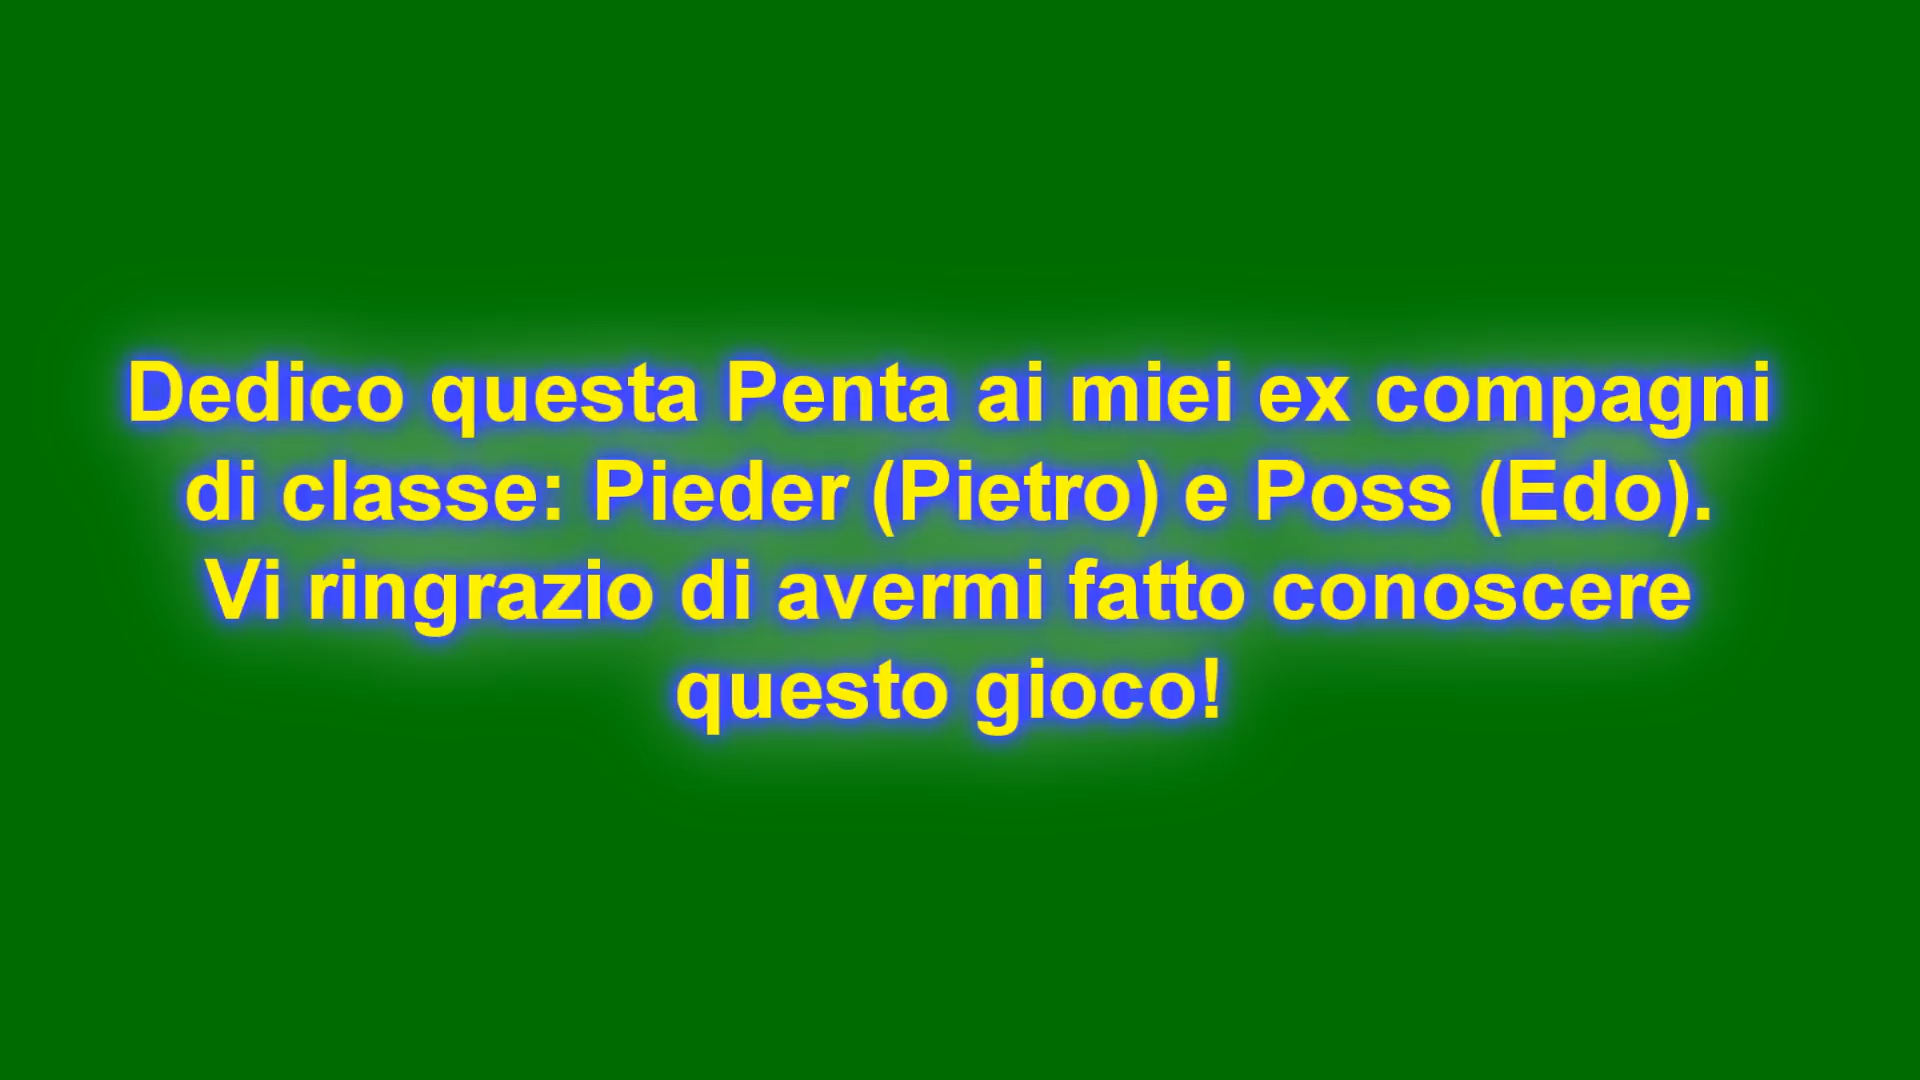 Dedico questa Penta ai miei ex compagni
di classe: Pieder (Pietro) e Poss (Edo).
Vi ringrazio di avermi fatto conoscere
questo gioco!